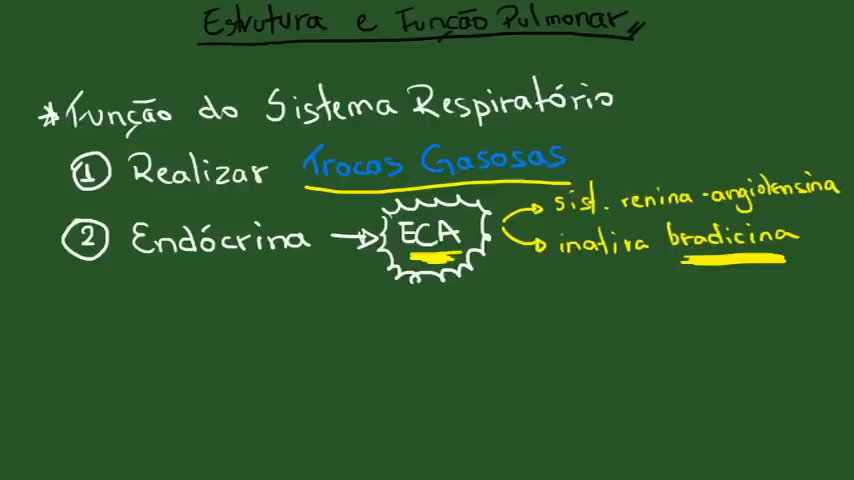 Estrutura e Função Pulmonar
* Função do Sistema Respiratório
1 Realizar Trocas Gasosas
2 Endócrina → ECA → sist. renina-angiotensina
→ inativa bradicina